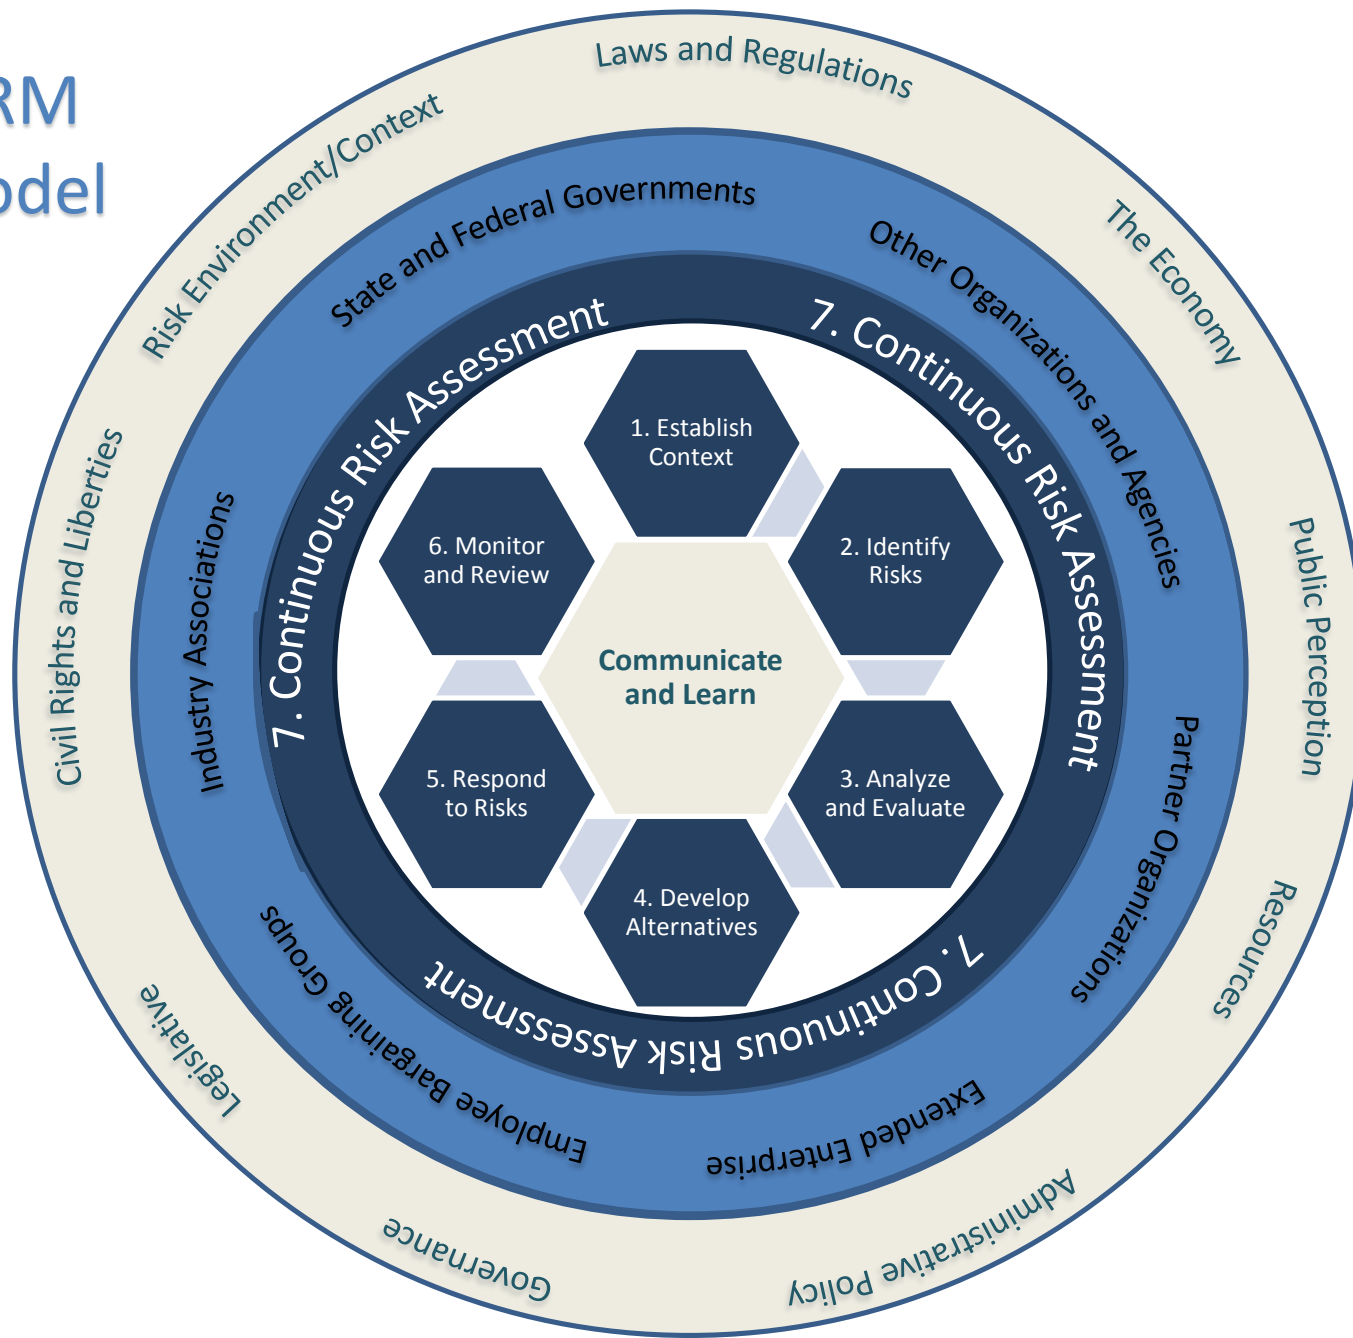 RM
odel
Laws and Regulations
The Economy
Public Perception
Resources
Administrative Policy
Governance
Legislative
Civil Rights and Liberties
Risk Environment/Context
State and Federal Governments
Other Organizations and Agencies
Partner Organizations
Extended Enterprise
Employee Bargaining Groups
Industry Associations
7. Continuous Risk Assessment
7. Continuous Risk Assessment
7. Continuous Risk Assessment
1. Establish
Context
2. Identify
Risks
3. Analyze
and Evaluate
4. Develop
Alternatives
5. Respond
to Risks
6. Monitor
and Review
Communicate
and Learn